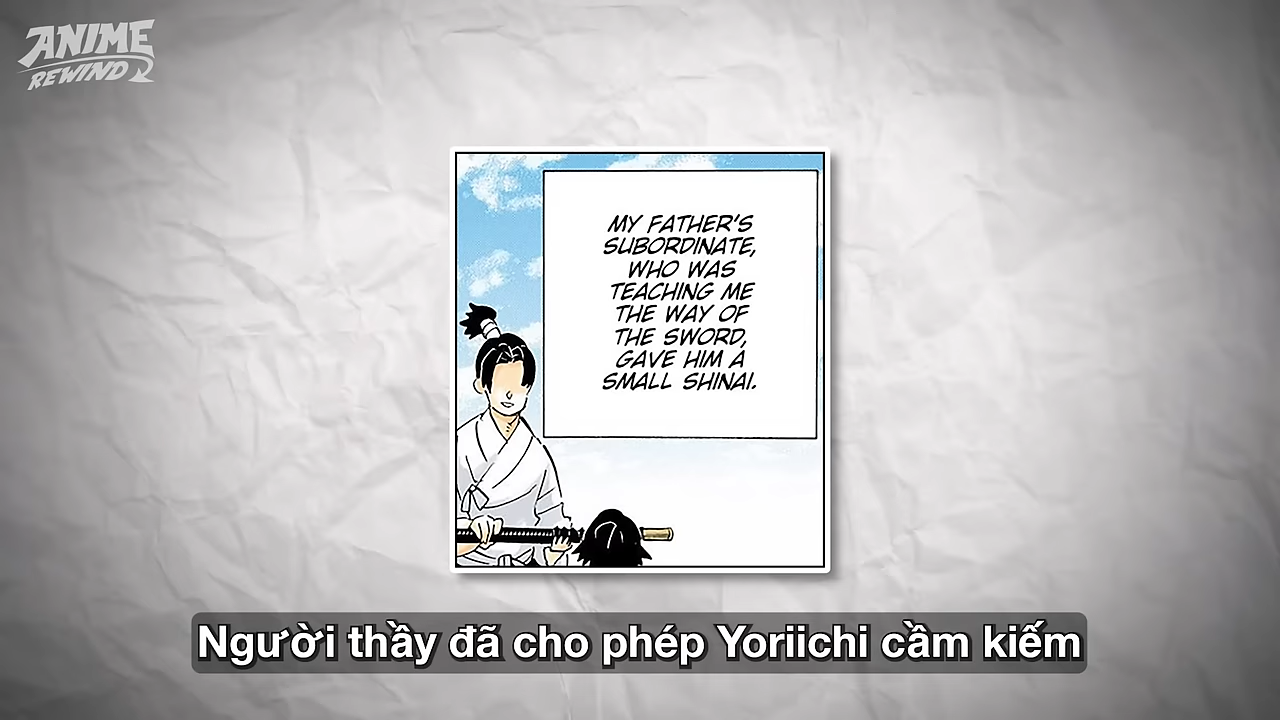 ANIME
REWIND
MY FATHER'S
SUBORDINATE,
WHO WAS
TEACHING ME
THE WAY OF
THE SWORD,
GAVE HIM A
SMALL SHINAI.
Người thầy đã cho phép Yoriichi cầm kiếm